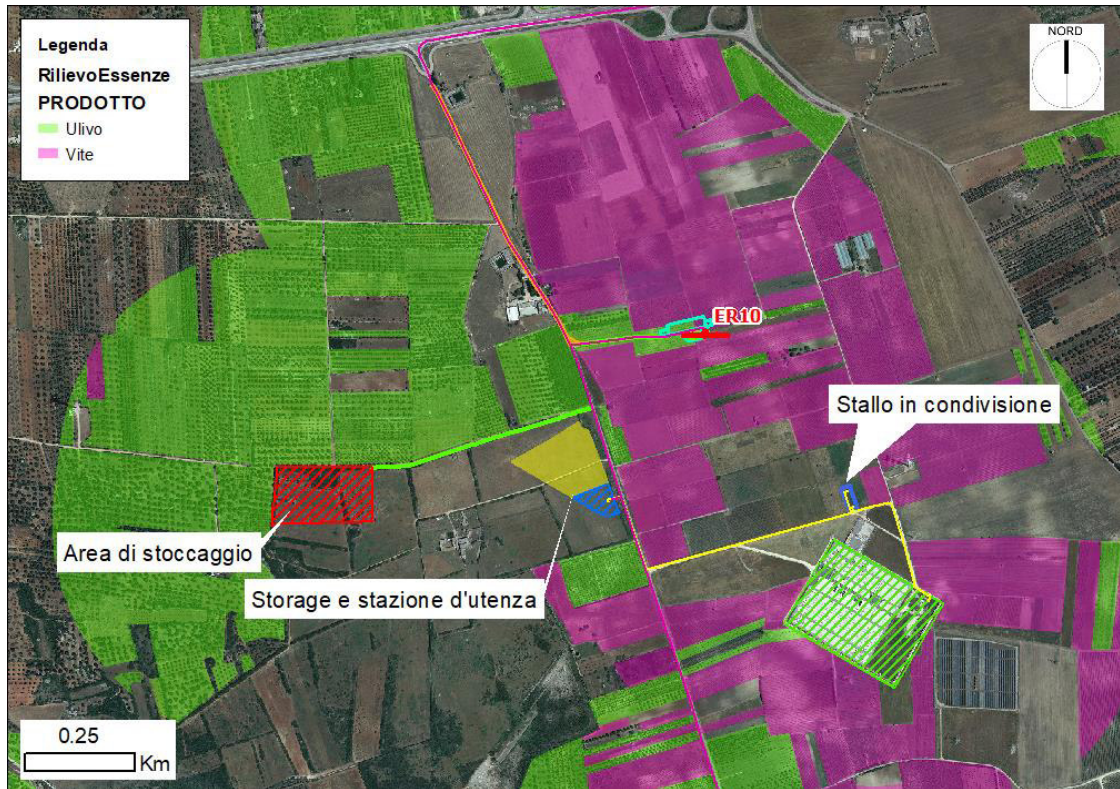 Legenda
RilievoEssenze
PRODOTTO
Ulivo
Vite
NORD
ER10
Stallo in condivisione
Area di stoccaggio
Storage e stazione d'utenza
0.25
Km